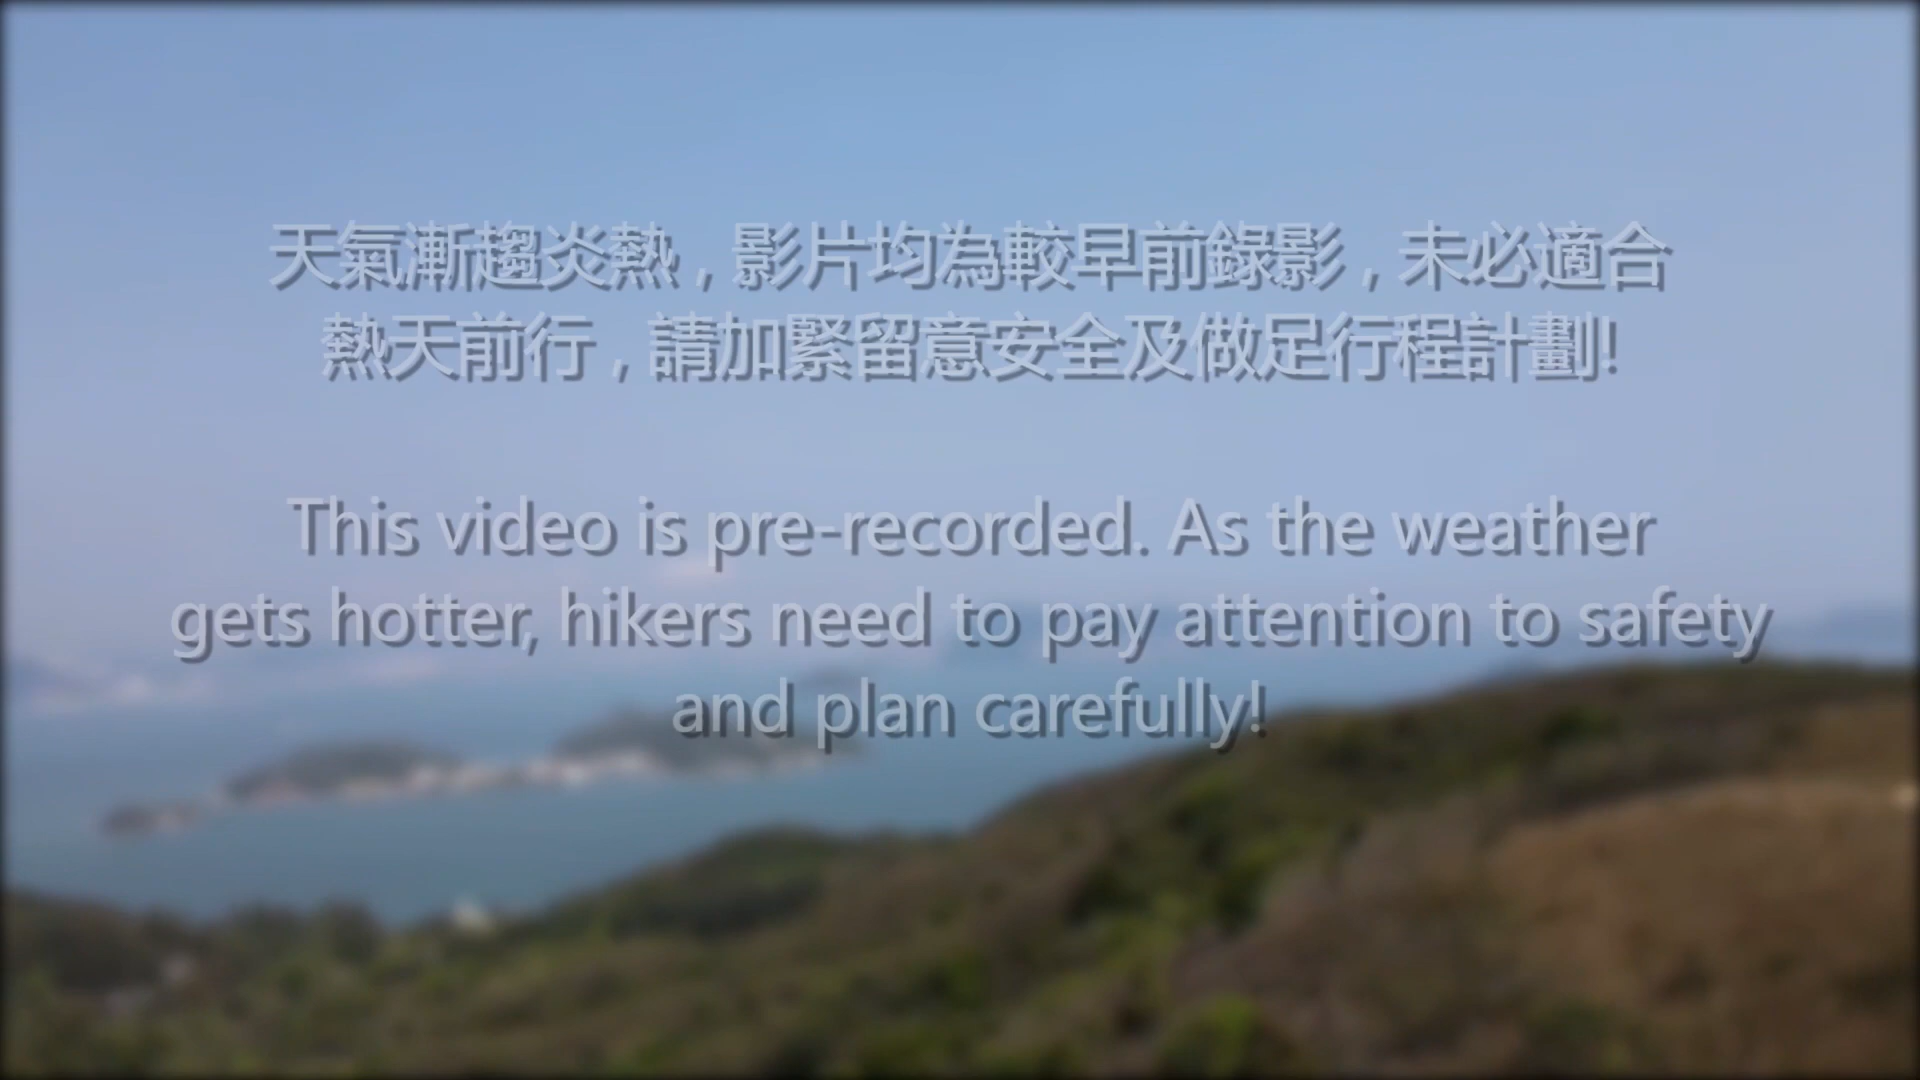 天氣漸趨炎熱 , 影片均為較早前錄影 , 未必適合
熱天前行 , 請加緊留意安全及做足行程計劃!
This video is pre-recorded. As the weather
gets hotter, hikers need to pay attention to safety
and plan carefully!